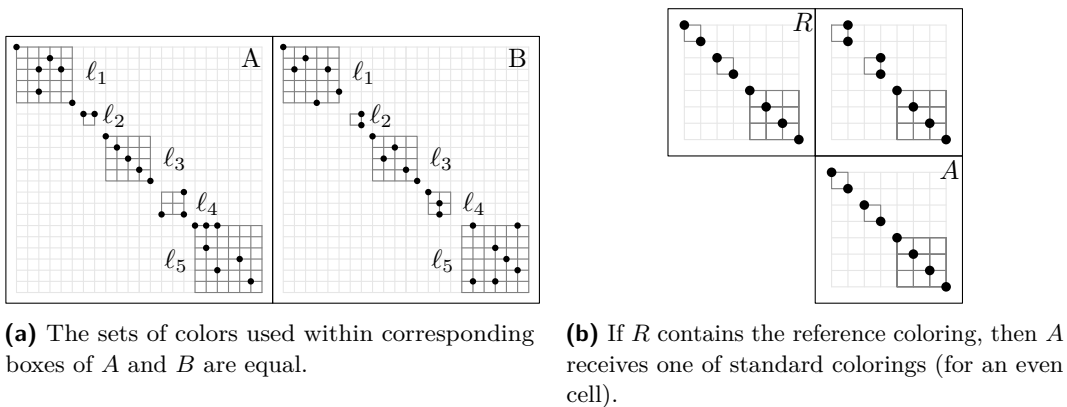 A
B
R
ℓ1
ℓ1
ℓ2
ℓ2
ℓ3
ℓ3
A
ℓ4
ℓ4
ℓ5
ℓ5
(a) The sets of colors used within corresponding
boxes of A and B are equal.
(b) If R contains the reference coloring, then A
receives one of standard colorings (for an even
cell).